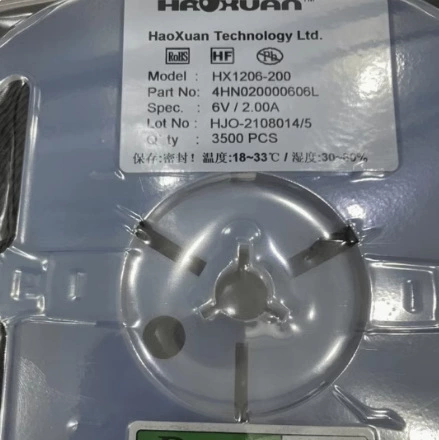 HAOXUAN™
HaoXuan Technology Ltd.
RoHS HF Pb
Model : HX1206-200
Part No: 4HN020000606L
Spec. : 6V / 2.00A
Lot No : HJO-2108014/5
Q'ty : 3500 PCS
保存:密封! 温度:18~33℃ / 湿度:30~60%